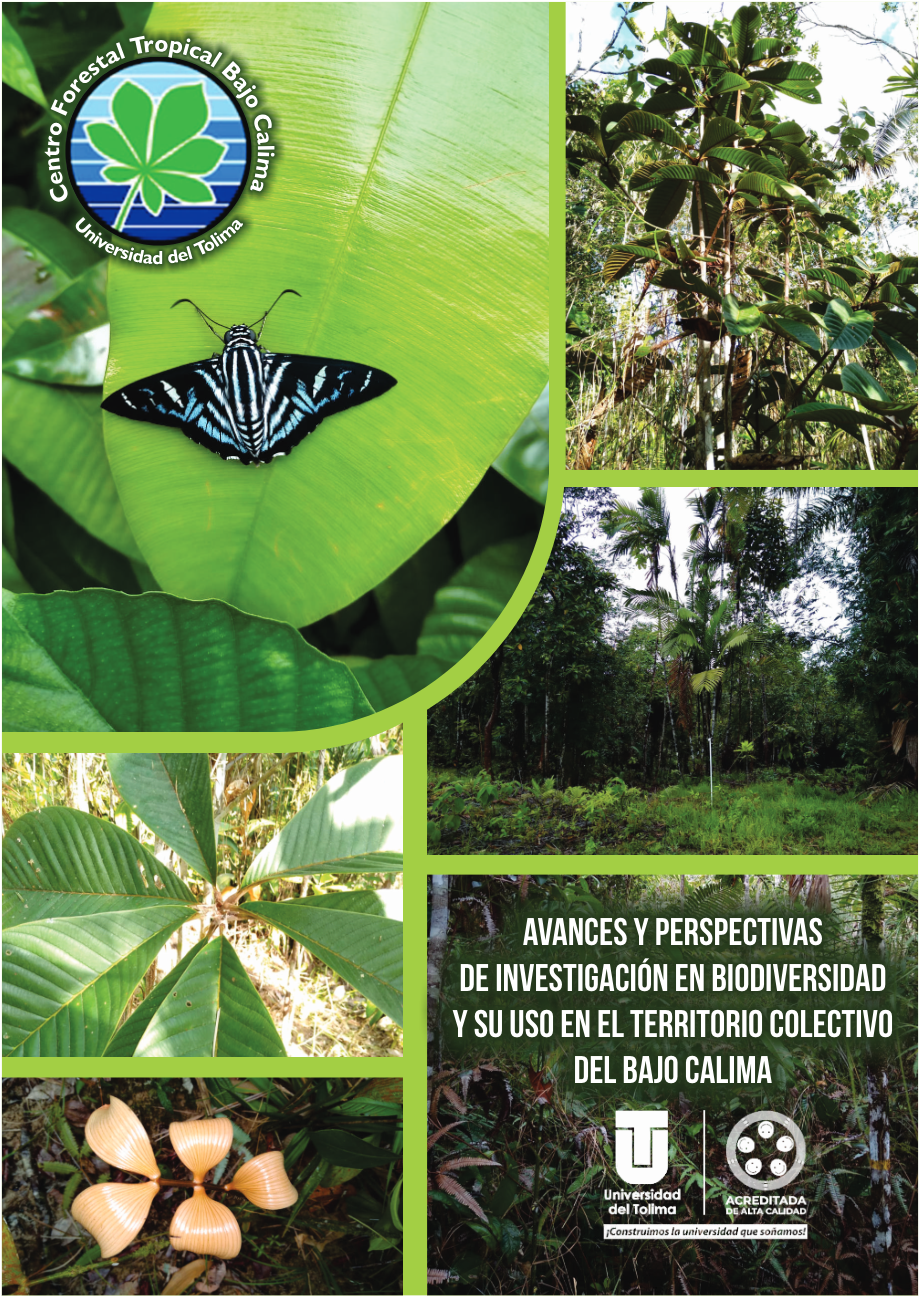 Centro Forestal Tropical Bajo Calima
Universidad del Tolima
AVANCES Y PERSPECTIVAS
DE INVESTIGACIÓN EN BIODIVERSIDAD
Y SU USO EN EL TERRITORIO COLECTIVO
DEL BAJO CALIMA
Universidad
del Tolima
ACREDITADA
DE ALTA CALIDAD
¡Construimos la universidad que soñamos!